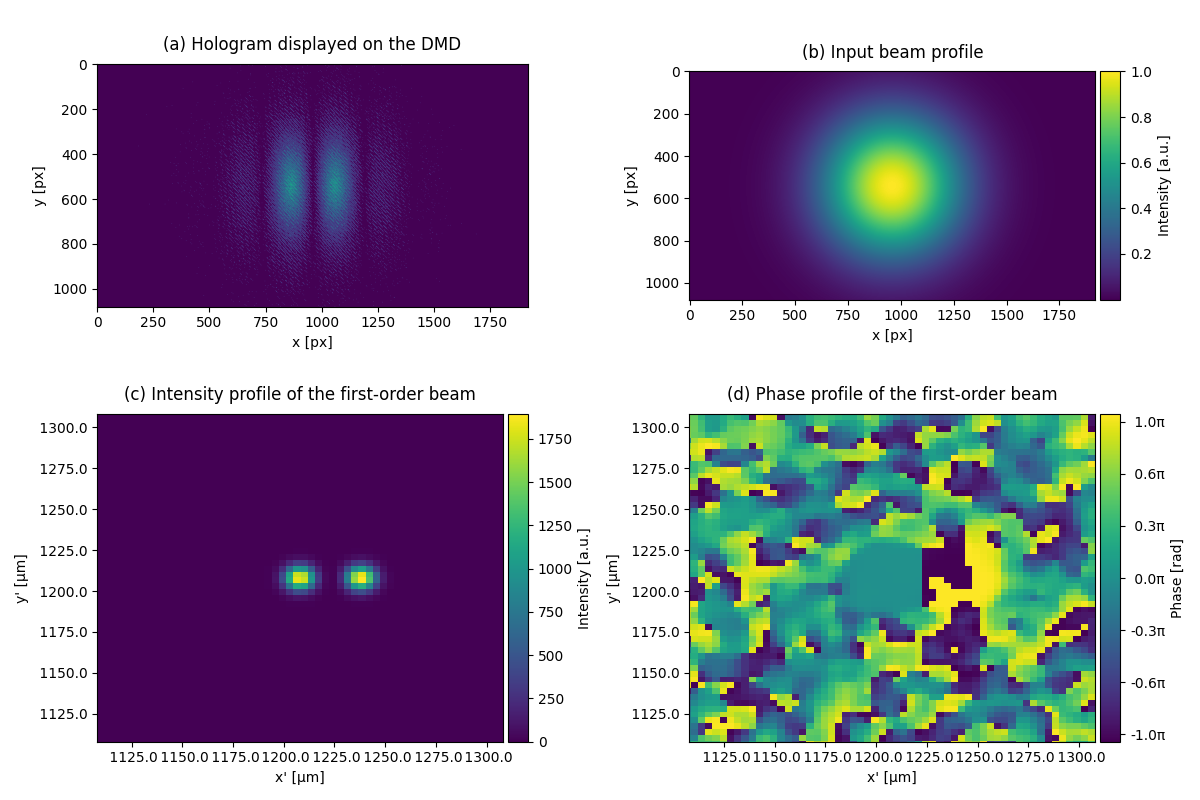 (a) Hologram displayed on the DMD
0
200
400
600
800
1000
y [px]
0 250 500 750 1000 1250 1500 1750
x [px]
(b) Input beam profile
0
200
400
600
800
1000
y [px]
0 250 500 750 1000 1250 1500 1750
x [px]
1.0
0.8
0.6
0.4
0.2
Intensity [a.u.]
(c) Intensity profile of the first-order beam
1300.0
1275.0
1250.0
1225.0
1200.0
1175.0
1150.0
1125.0
y' [µm]
1125.0 1150.0 1175.0 1200.0 1225.0 1250.0 1275.0 1300.0
x' [µm]
1750
1500
1250
1000
750
500
250
0
Intensity [a.u.]
(d) Phase profile of the first-order beam
1300.0
1275.0
1250.0
1225.0
1200.0
1175.0
1150.0
1125.0
y' [µm]
1125.0 1150.0 1175.0 1200.0 1225.0 1250.0 1275.0 1300.0
x' [µm]
1.0π
0.6π
0.3π
0.0π
-0.3π
-0.6π
-1.0π
Phase [rad]